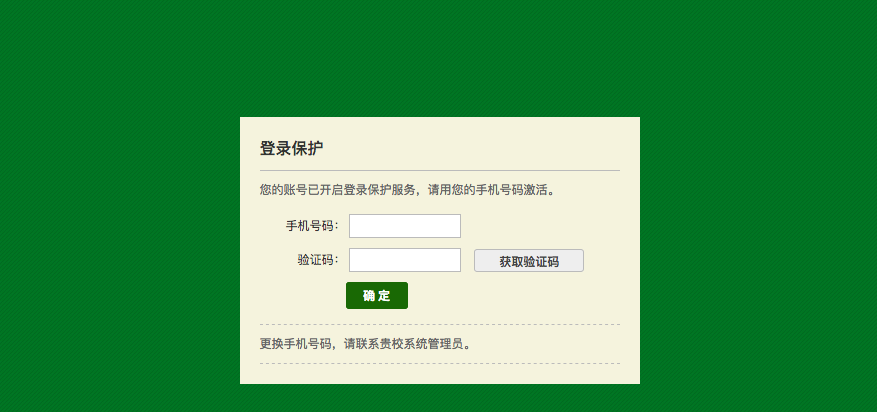 登录保护
您的账号已开启登录保护服务，请用您的手机号码激活。
手机号码：
验证码： 获取验证码
确 定
更换手机号码，请联系贵校系统管理员。